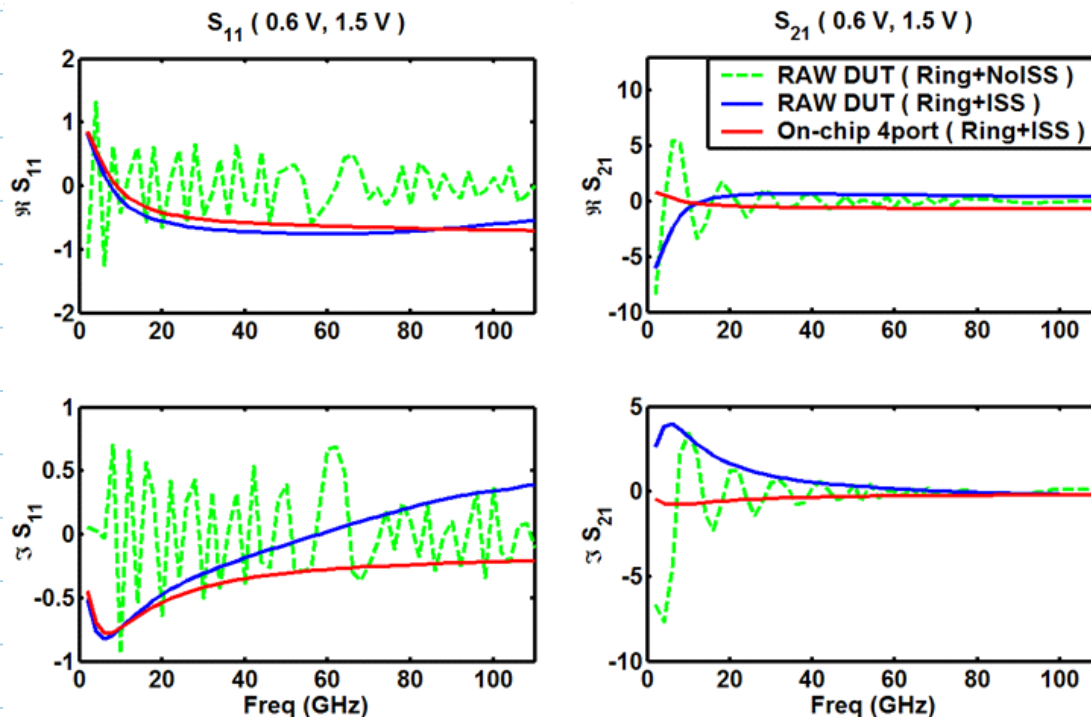 S11 ( 0.6 V, 1.5 V )
S21 ( 0.6 V, 1.5 V )
ℜ S11
2
1
0
-1
-2
0 20 40 60 80 100
ℜ S21
10
5
0
-5
-10
0 20 40 60 80 100
RAW DUT ( Ring+NoISS )
RAW DUT ( Ring+ISS )
On-chip 4port ( Ring+ISS )
ℑ S11
1
0.5
0
-0.5
-1
0 20 40 60 80 100
Freq (GHz)
ℑ S21
5
0
-5
-10
0 20 40 60 80 100
Freq (GHz)